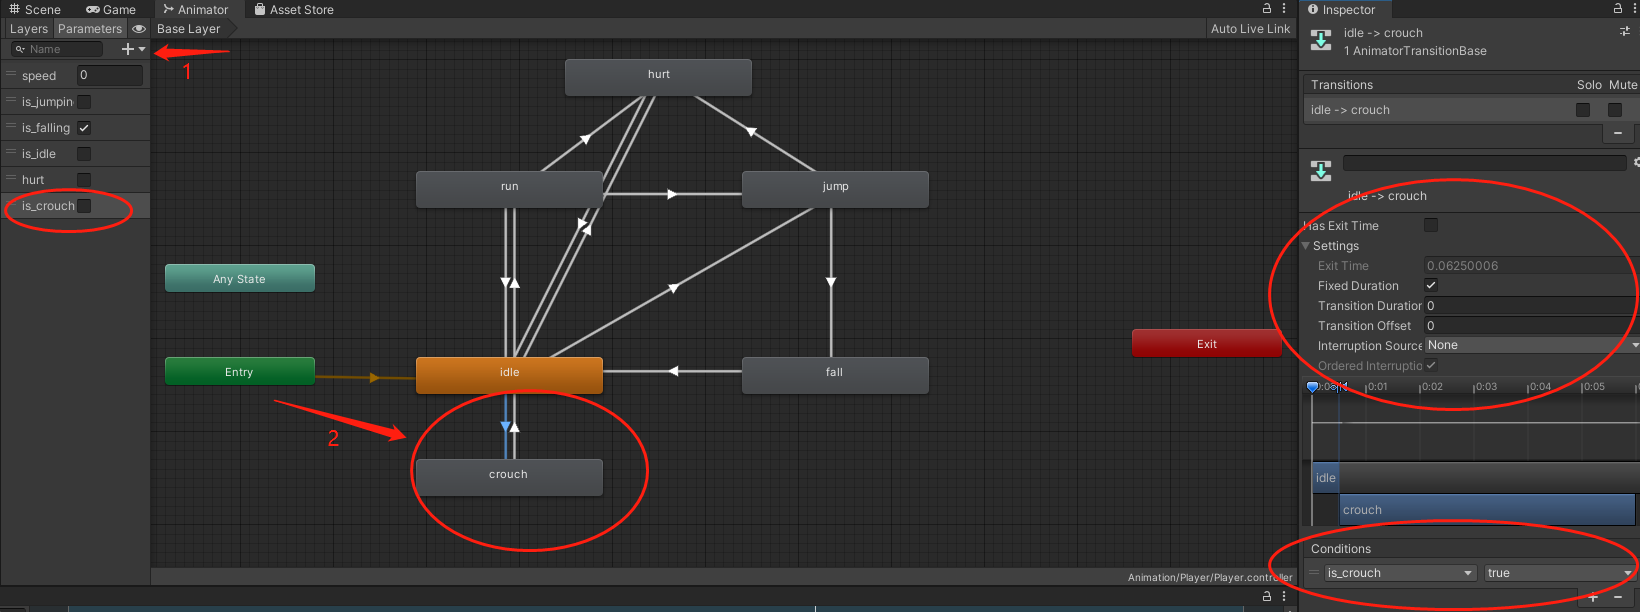 Scene Game Animator Asset Store
Layers Parameters Base Layer Auto Live Link
Name
1
speed 0
is_jumpin
is_falling
is_idle
hurt
is_crouch
hurt
run
jump
Any State
Entry
idle
fall
Exit
2
crouch
Animation/Player/Player.controller
Inspector
idle -> crouch
1 AnimatorTransitionBase
Transitions Solo Mute
idle -> crouch
idle -> crouch
Has Exit Time
Settings
Exit Time 0.06250006
Fixed Duration
Transition Duration 0
Transition Offset 0
Interruption Source None
Ordered Interruptio
0:01 0:02 0:03 0:04 0:05
idle
crouch
Conditions
is_crouch true